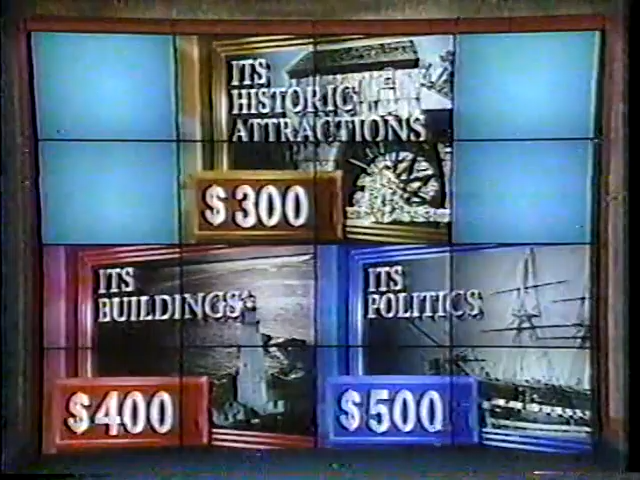 ITS
HISTORIC
ATTRACTIONS
$300
ITS
BUILDINGS
$400
ITS
POLITICS
$500